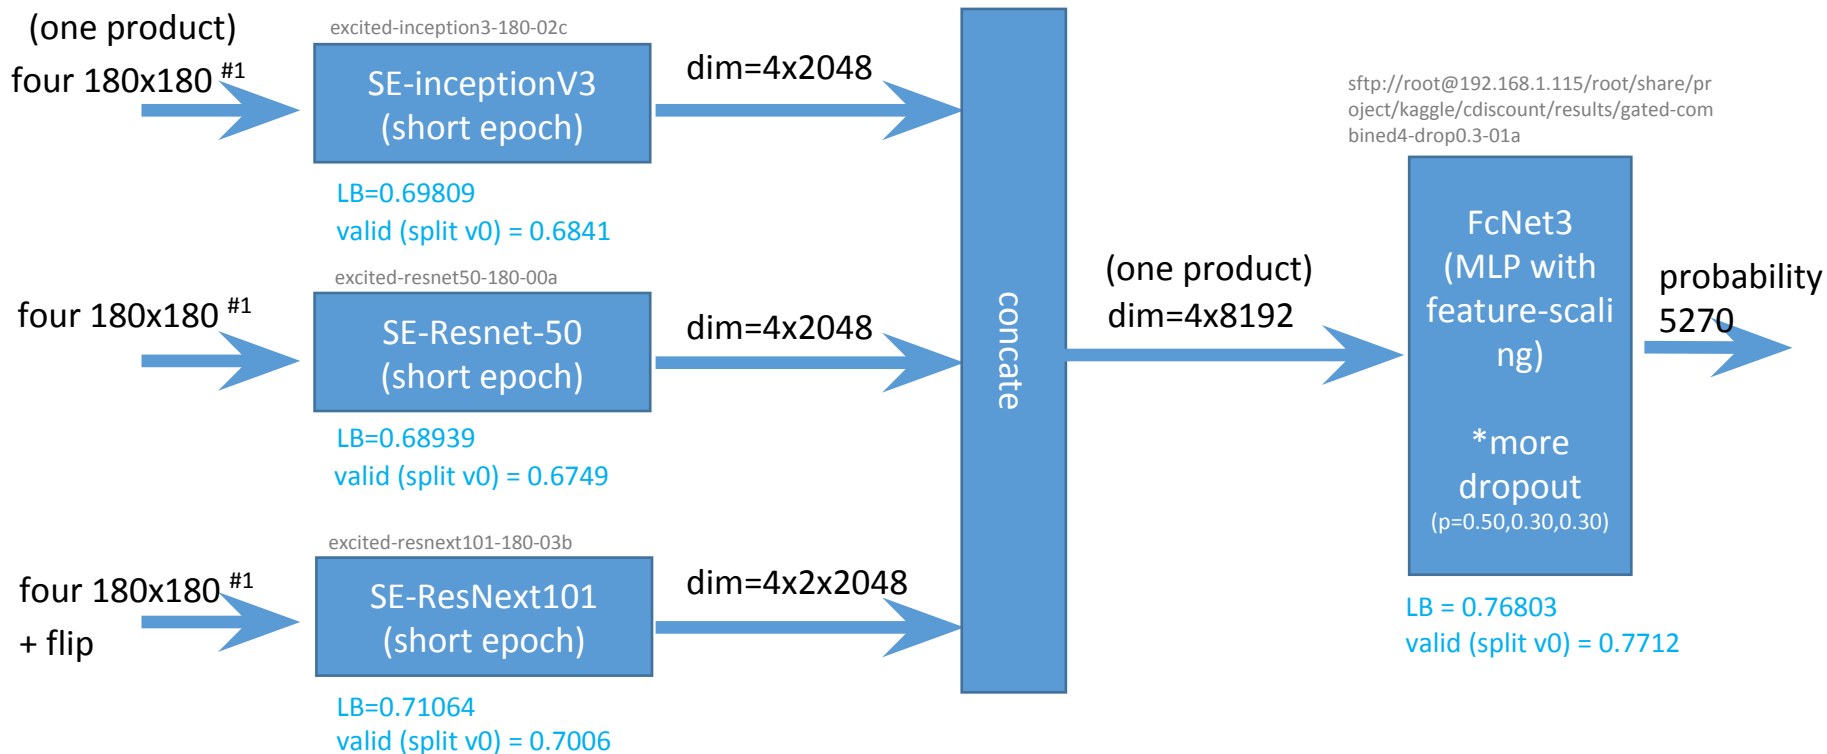 (one product)
four 180x180 #1
excited-inception3-180-02c
SE-inceptionV3
(short epoch)
LB=0.69809
valid (split v0) = 0.6841
dim=4x2048
four 180x180 #1
excited-resnet50-180-00a
SE-Resnet-50
(short epoch)
LB=0.68939
valid (split v0) = 0.6749
dim=4x2048
four 180x180 #1
+ flip
excited-resnext101-180-03b
SE-ResNext101
(short epoch)
LB=0.71064
valid (split v0) = 0.7006
dim=4x2x2048
concate
(one product)
dim=4x8192
sftp://root@192.168.1.115/root/share/pr
oject/kaggle/cdiscount/results/gated-com
bined4-drop0.3-01a
FcNet3
(MLP with
feature-scali
ng)
*more
dropout
(p=0.50,0.30,0.30)
LB = 0.76803
valid (split v0) = 0.7712
probability
5270